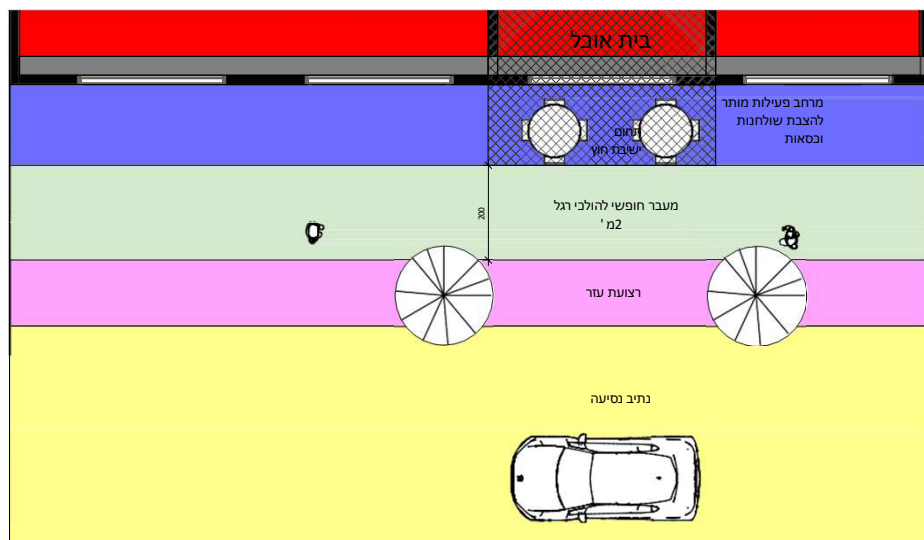 בית אוכל
מרחב פעילות מותר
להצבת שולחנות
וכסאות
תחום
ישיבת חוץ
מעבר חופשי להולכי רגל
2מ'
200
רצועת עזר
נתיב נסיעה